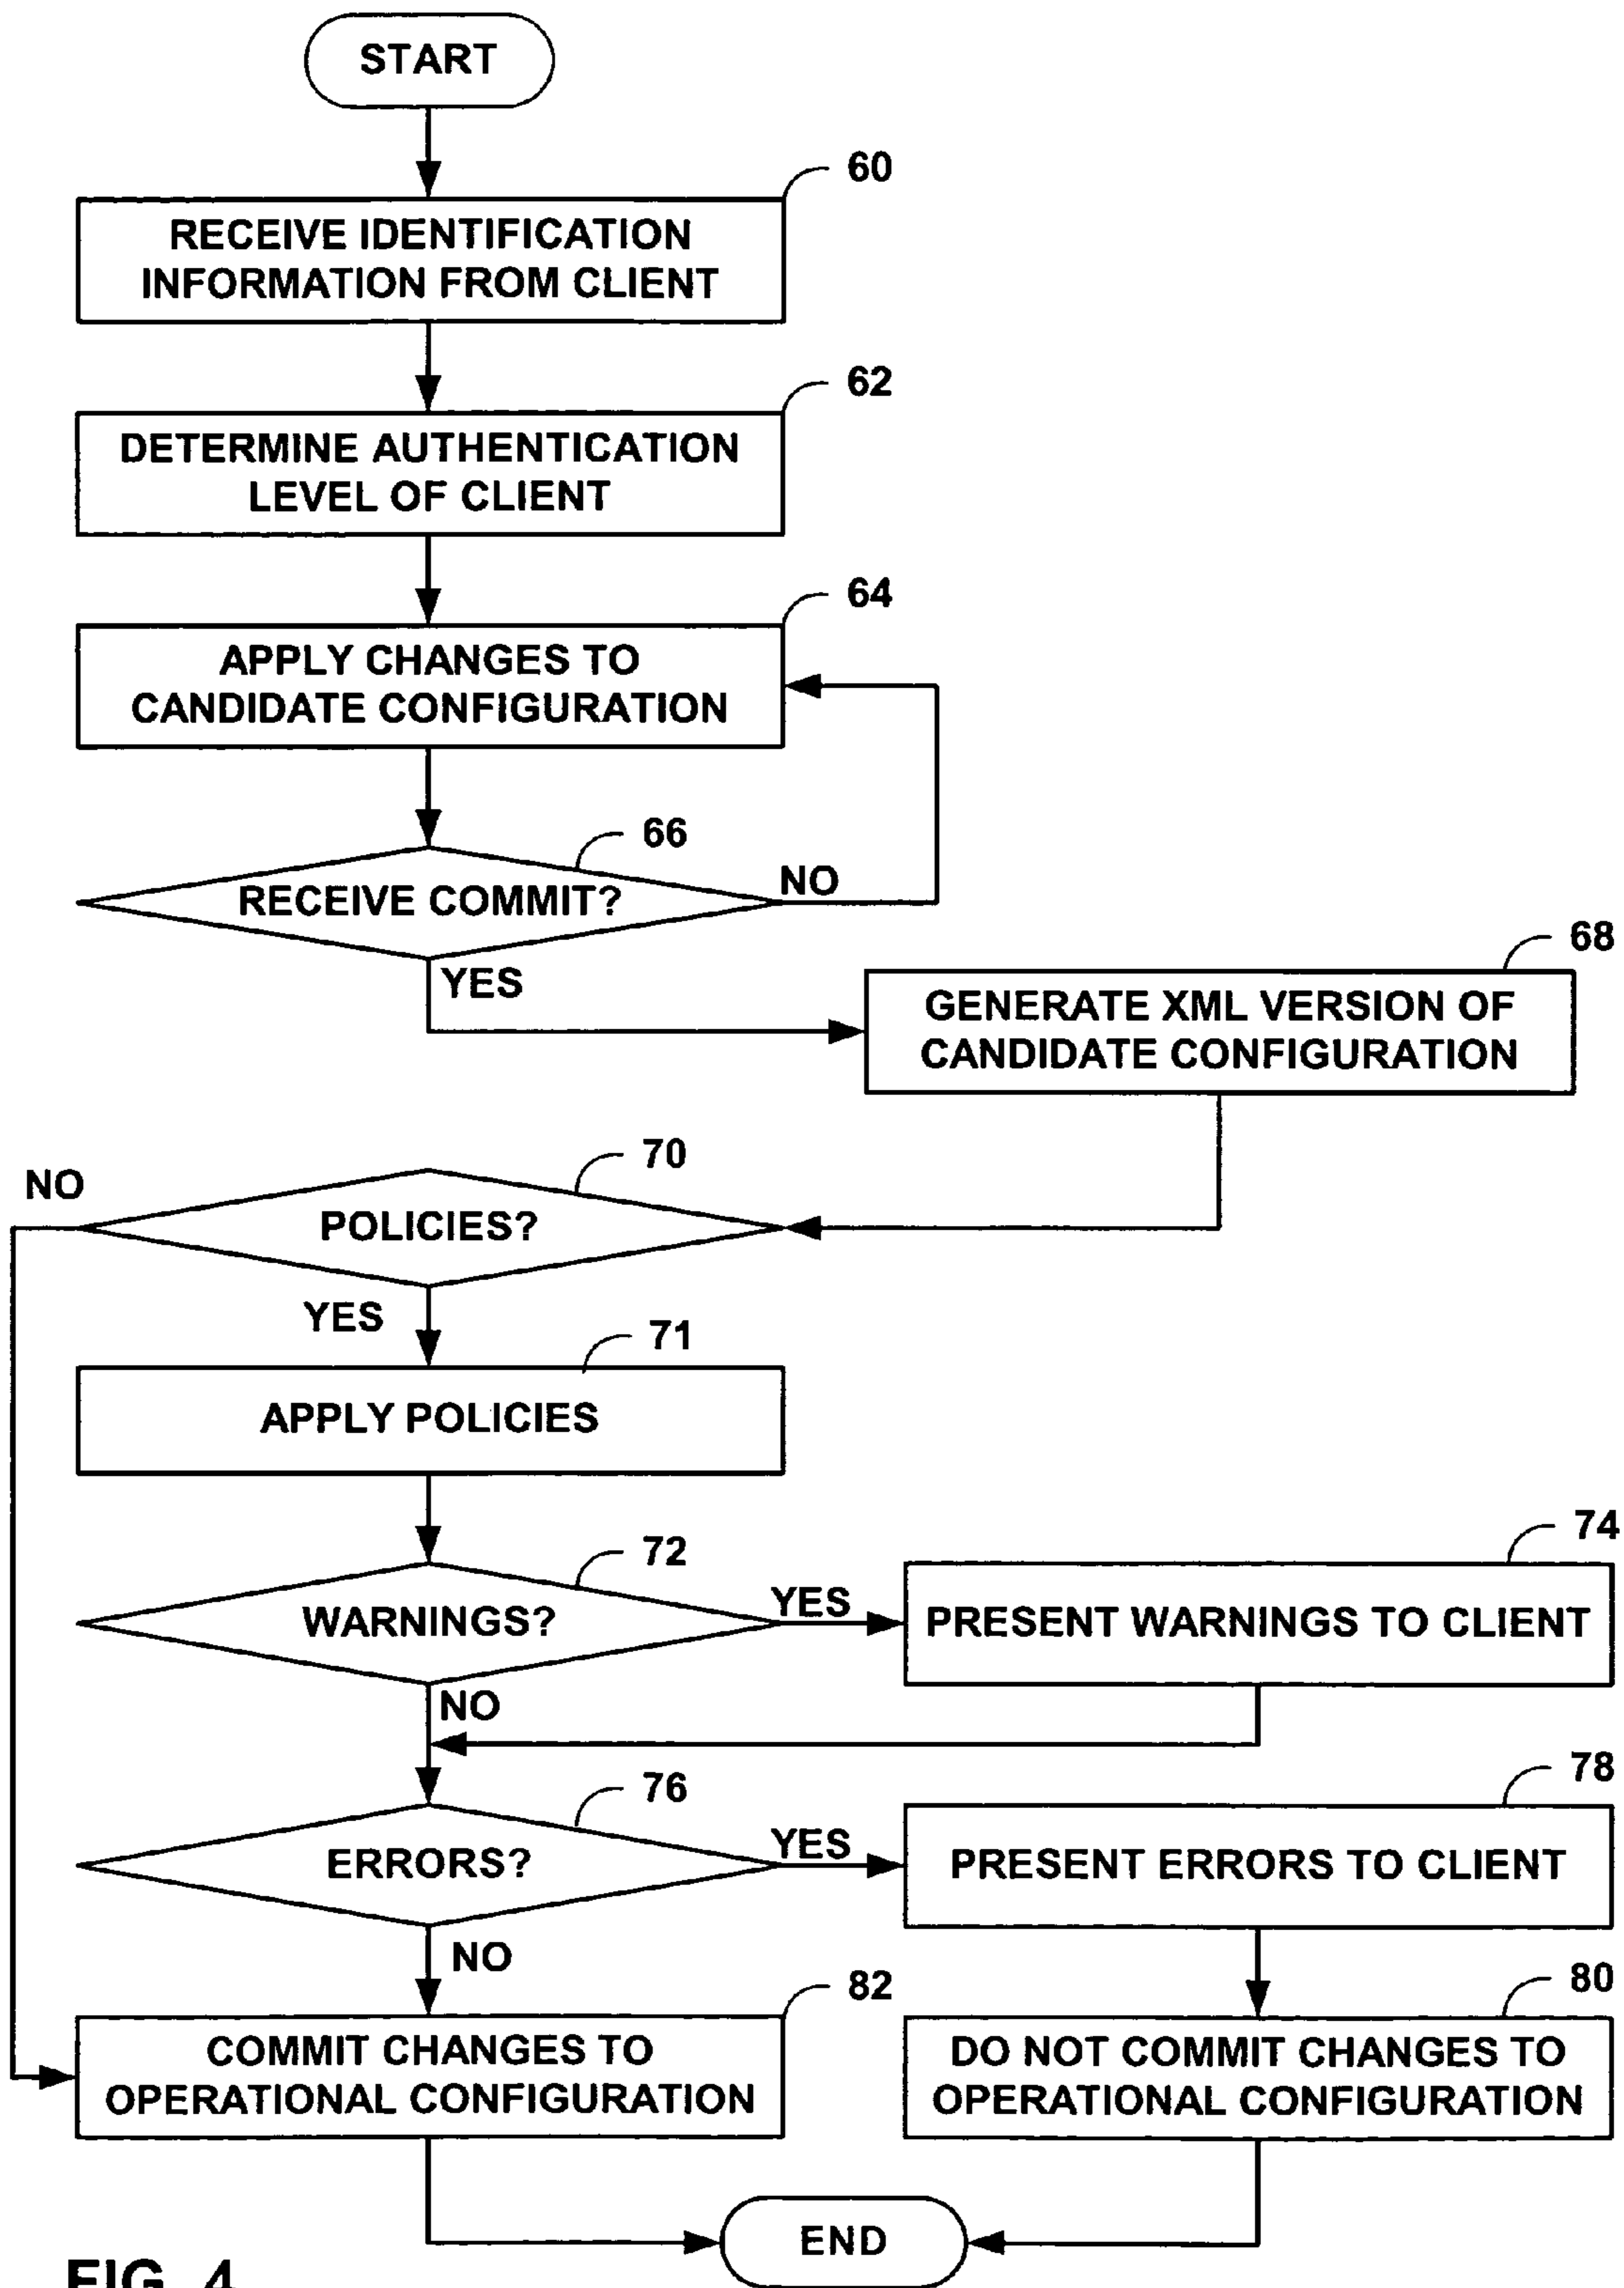 START
60
RECEIVE IDENTIFICATION
INFORMATION FROM CLIENT
62
DETERMINE AUTHENTICATION
LEVEL OF CLIENT
64
APPLY CHANGES TO
CANDIDATE CONFIGURATION
66
RECEIVE COMMIT?
NO
YES
68
GENERATE XML VERSION OF
CANDIDATE CONFIGURATION
70
NO
POLICIES?
YES
71
APPLY POLICIES
72
WARNINGS?
YES
74
PRESENT WARNINGS TO CLIENT
NO
76
ERRORS?
YES
78
PRESENT ERRORS TO CLIENT
NO
82
COMMIT CHANGES TO
OPERATIONAL CONFIGURATION
80
DO NOT COMMIT CHANGES TO
OPERATIONAL CONFIGURATION
END
FIG. 4